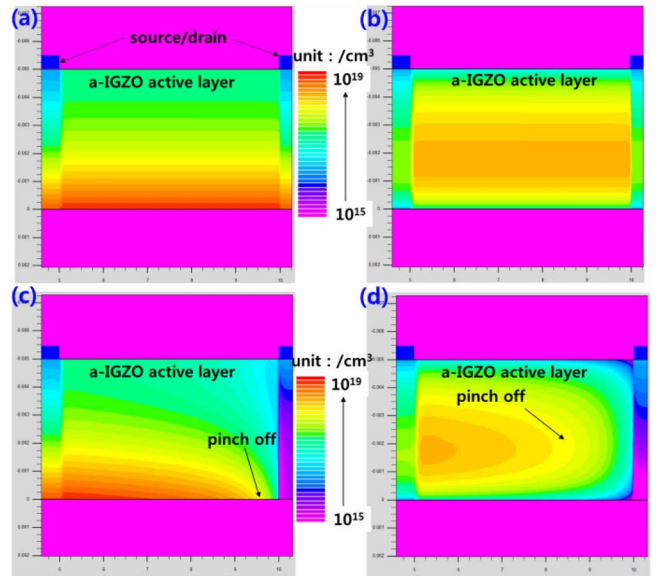 (a)
source/drain
a-IGZO active layer
unit : /cm³
10¹⁹
10¹⁵
(b)
a-IGZO active layer
(c)
a-IGZO active layer
pinch off
unit : /cm³
10¹⁹
10¹⁵
(d)
a-IGZO active layer
pinch off